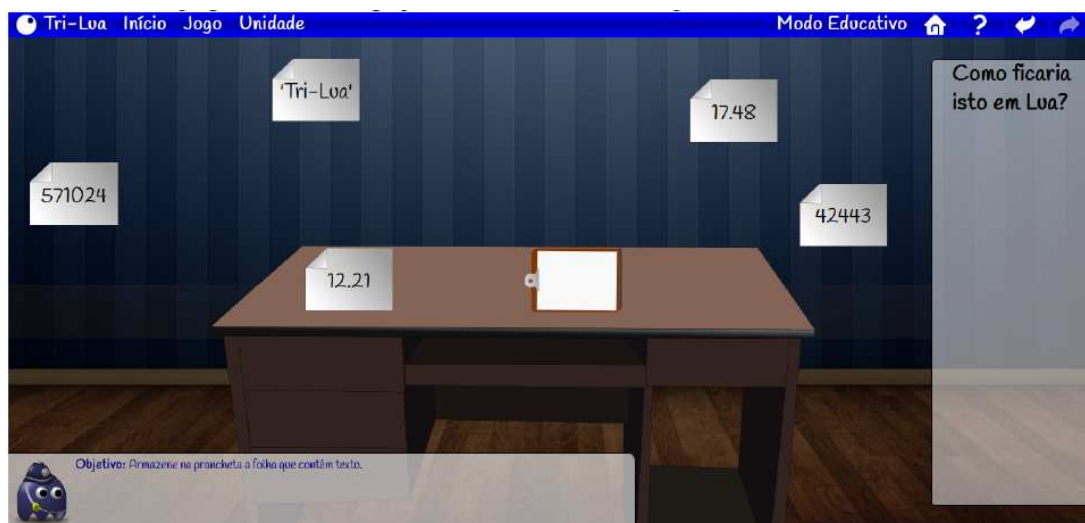 Tri-Lua Início Jogo Unidade Modo Educativo ?
'Tri-Lua'
17.48
Como ficaria
isto em Lua?
571024
42443
12.21
Objetivo: Armazene na prancheta a folha que contém texto.